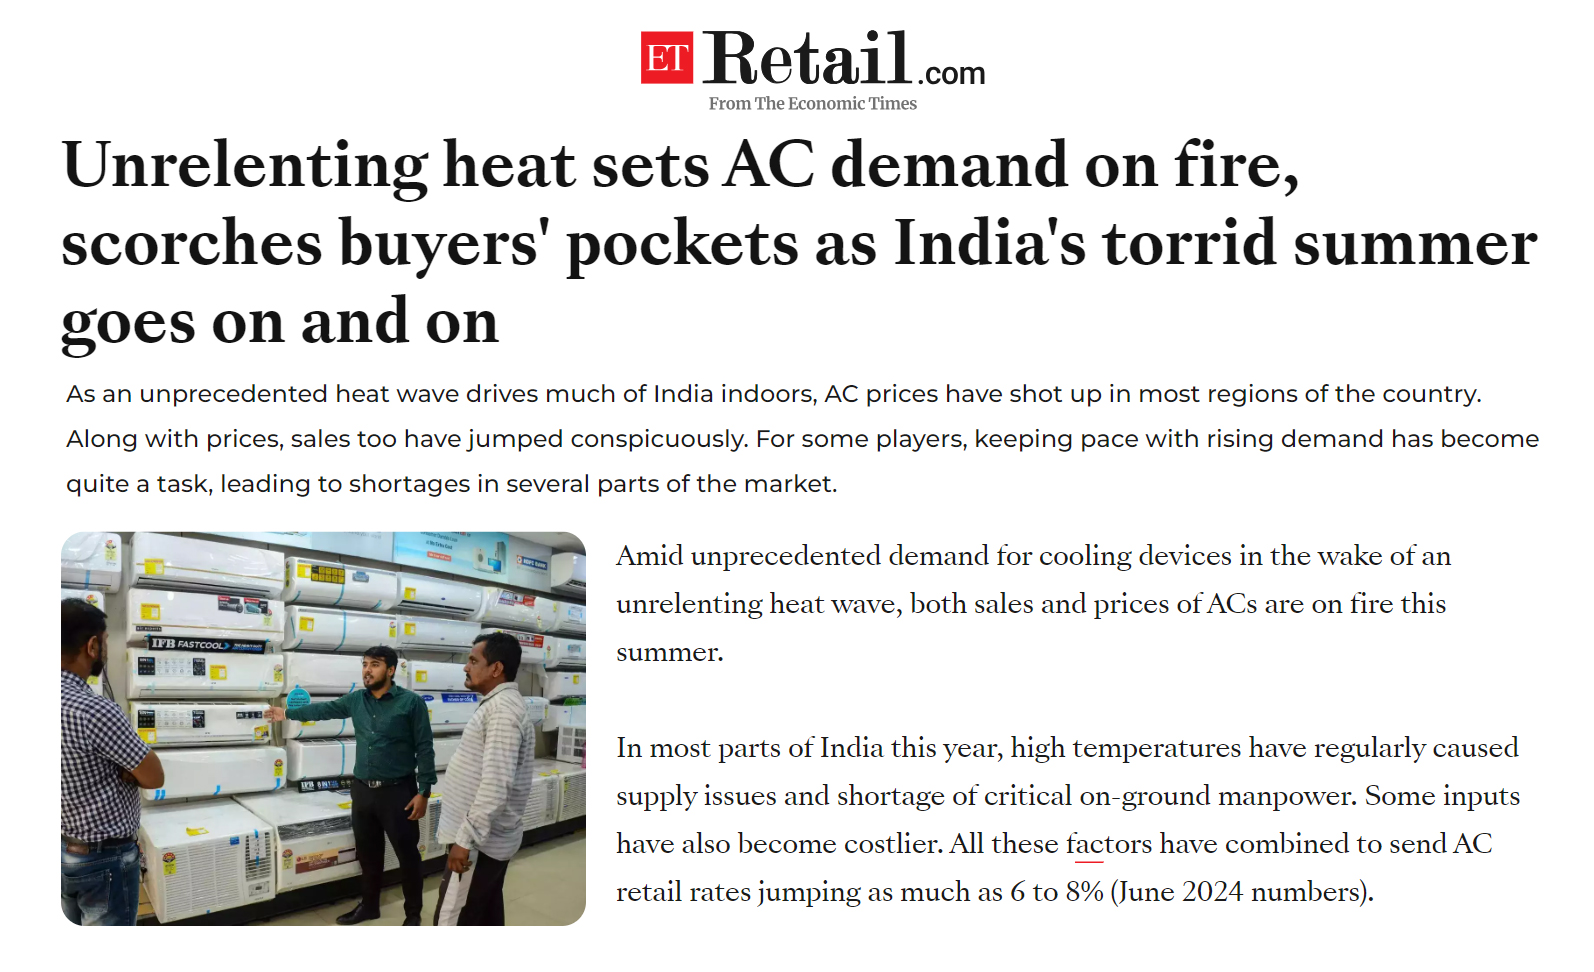 ET Retail.com
From The Economic Times
Unrelenting heat sets AC demand on fire,
scorches buyers' pockets as India's torrid summer
goes on and on
As an unprecedented heat wave drives much of India indoors, AC prices have shot up in most regions of the country.
Along with prices, sales too have jumped conspicuously. For some players, keeping pace with rising demand has become
quite a task, leading to shortages in several parts of the market.
IFB FASTCOOL
HDFC BANK
IFB
Amid unprecedented demand for cooling devices in the wake of an
unrelenting heat wave, both sales and prices of ACs are on fire this
summer.
In most parts of India this year, high temperatures have regularly caused
supply issues and shortage of critical on-ground manpower. Some inputs
have also become costlier. All these factors have combined to send AC
retail rates jumping as much as 6 to 8% (June 2024 numbers).